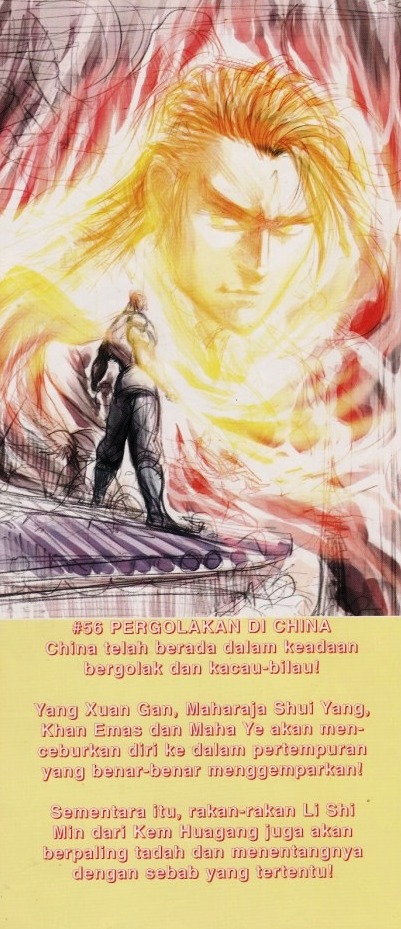 #56 PERGOLAKAN DI CHINA
China telah berada dalam keadaan
bergolak dan kacau-bilau!
Yang Xuan Gan, Maharaja Shui Yang,
Khan Emas dan Maha Ye akan men-
ceburkan diri ke dalam pertempuran
yang benar-benar menggemparkan!
Sementara itu, rakan-rakan Li Shi
Min dari Kem Huagang juga akan
berpaling tadah dan menentangnya
dengan sebab yang tertentu!